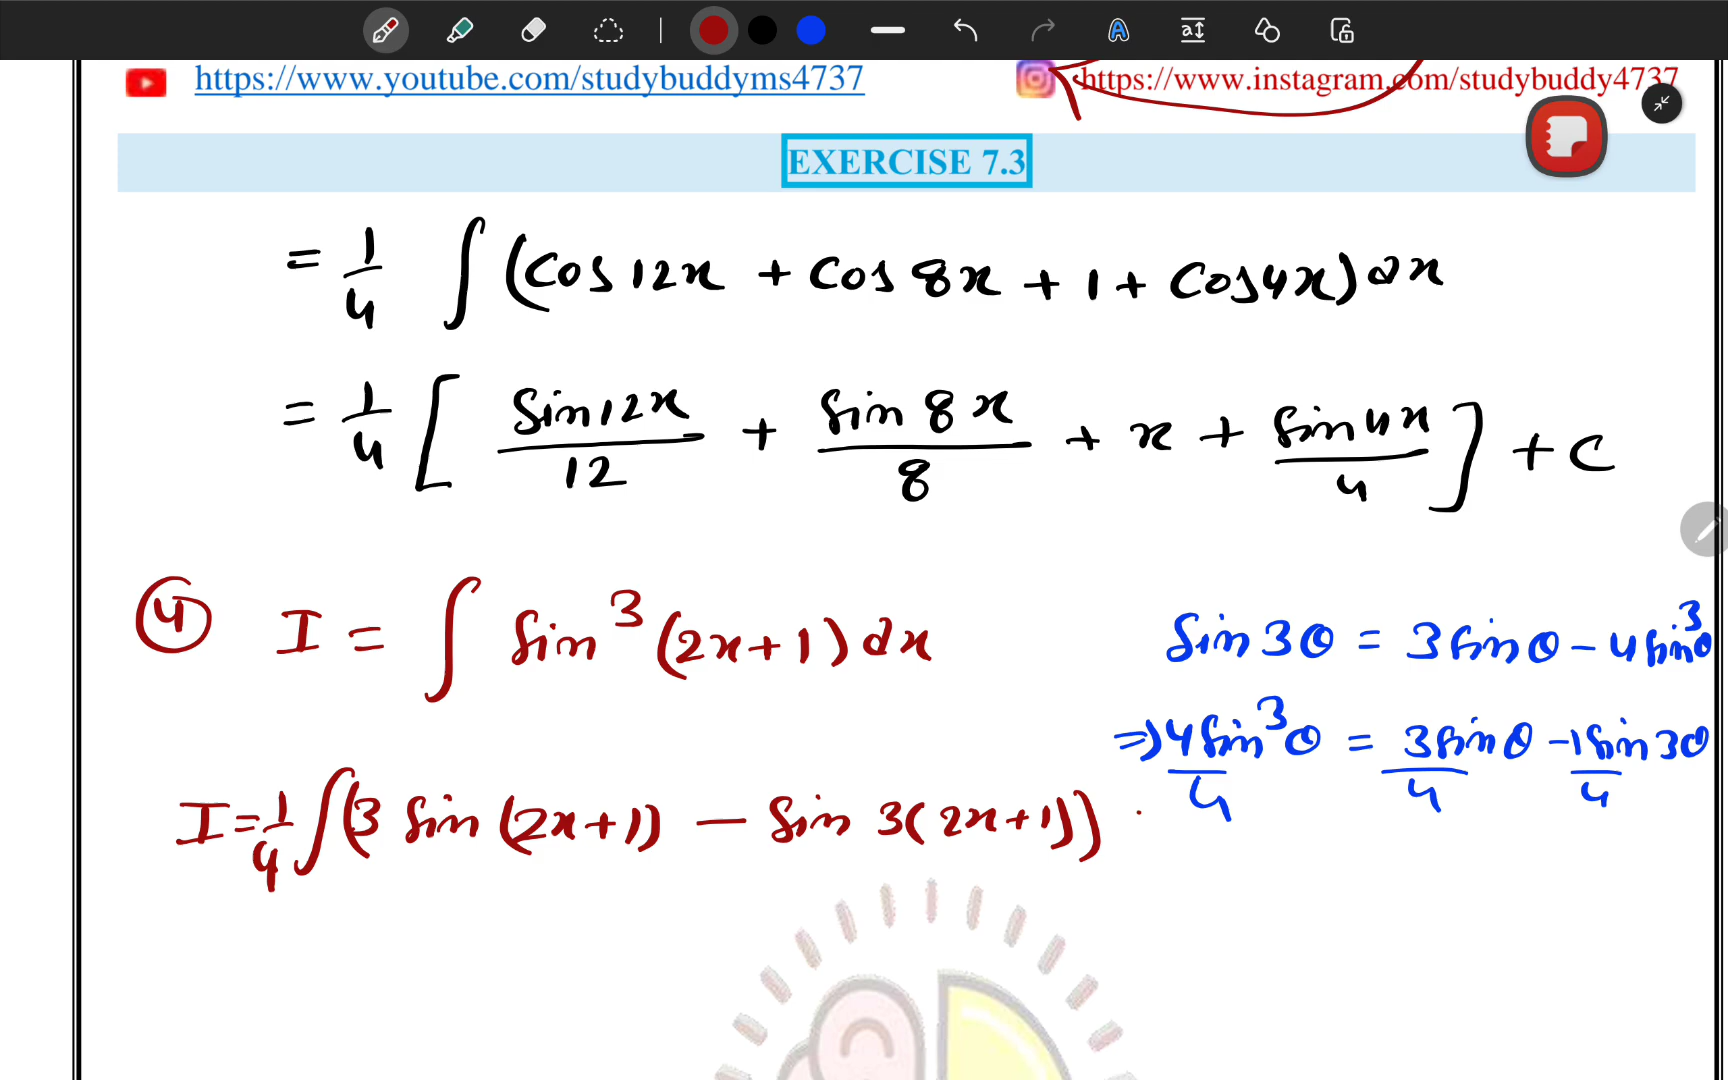 https://www.youtube.com/studybuddyms4737 https://www.instagram.com/studybuddy4737
EXERCISE 7.3
= 1/4 ∫ (cos 12x + cos 8x + 1 + cos 4x) dx
= 1/4 [ sin 12x / 12 + sin 8x / 8 + x + sin 4x / 4 ] + c
④ I = ∫ sin³ (2x+1) dx
sin 3θ = 3 sin θ − 4 sin³ θ
⇒ 4 sin³ θ / 4 = 3 sin θ / 4 − 1 sin 3θ / 4
I = 1/4 ∫ (3 sin (2x+1) − sin 3(2x+1))